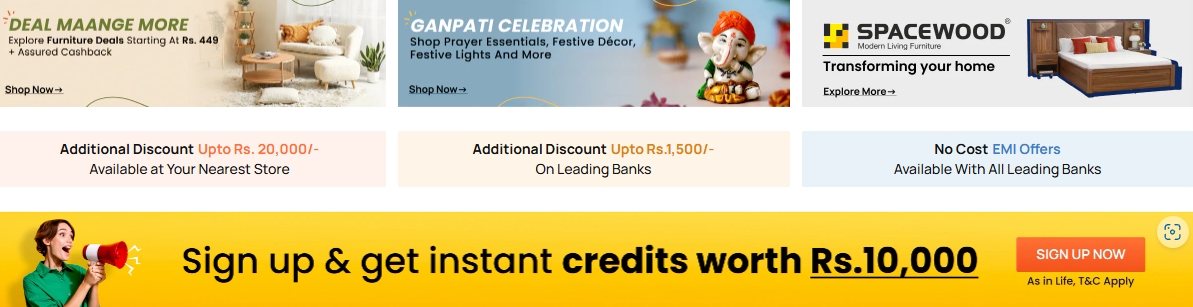 DEAL MAANGE MORE
Explore Furniture Deals Starting At Rs. 449
+ Assured Cashback
Shop Now→
GANPATI CELEBRATION
Shop Prayer Essentials, Festive Décor,
Festive Lights And More
Shop Now→
SPACEWOOD®
Modern Living Furniture
Transforming your home
Explore More→
Additional Discount Upto Rs. 20,000/-
Available at Your Nearest Store
Additional Discount Upto Rs.1,500/-
On Leading Banks
No Cost EMI Offers
Available With All Leading Banks
Sign up & get instant credits worth Rs.10,000
SIGN UP NOW
As in Life, T&C Apply